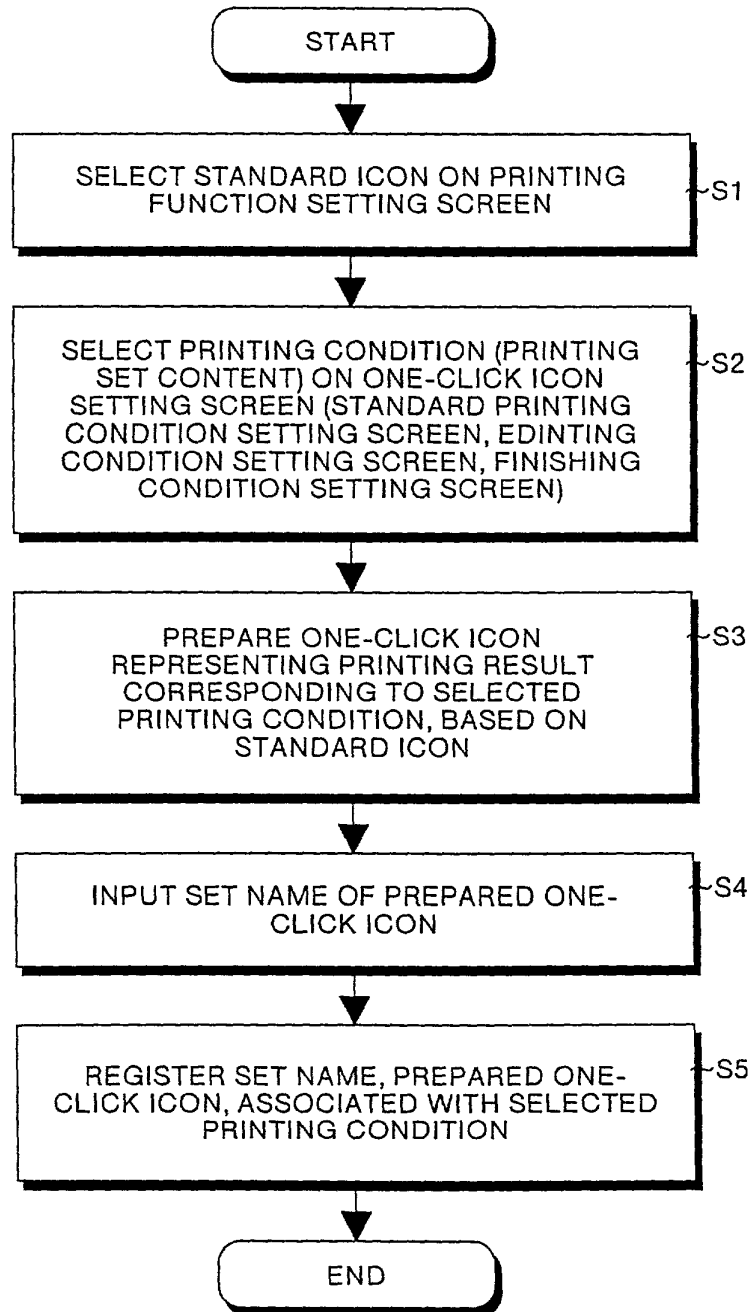 START
SELECT STANDARD ICON ON PRINTING
FUNCTION SETTING SCREEN
~S1
SELECT PRINTING CONDITION (PRINTING
SET CONTENT) ON ONE-CLICK ICON
SETTING SCREEN (STANDARD PRINTING
CONDITION SETTING SCREEN, EDINTING
CONDITION SETTING SCREEN, FINISHING
CONDITION SETTING SCREEN)
~S2
PREPARE ONE-CLICK ICON
REPRESENTING PRINTING RESULT
CORRESPONDING TO SELECTED
PRINTING CONDITION, BASED ON
STANDARD ICON
~S3
INPUT SET NAME OF PREPARED ONE-
CLICK ICON
~S4
REGISTER SET NAME, PREPARED ONE-
CLICK ICON, ASSOCIATED WITH SELECTED
PRINTING CONDITION
~S5
END